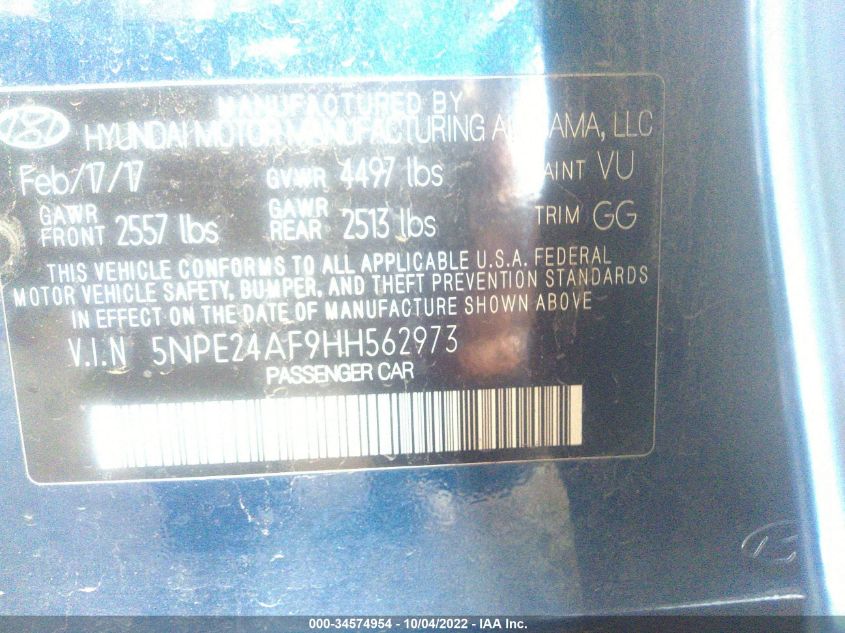 MANUFACTURED BY
HYUNDAI MOTOR MANUFACTURING AMA, LLC
Feb/17/17 GVWR 4497 lbs AINT VU
GAWR FRONT 2557 lbs GAWR REAR 2513 lbs TRIM GG
THIS VEHICLE CONFORMS TO ALL APPLICABLE U.S.A. FEDERAL
MOTOR VEHICLE SAFETY, BUMPER, AND THEFT PREVENTION STANDARDS
IN EFFECT ON THE DATE OF MANUFACTURE SHOWN ABOVE
V.I.N 5NPE24AF9HH562973
PASSENGER CAR
000-34574954 - 10/04/2022 - IAA Inc.